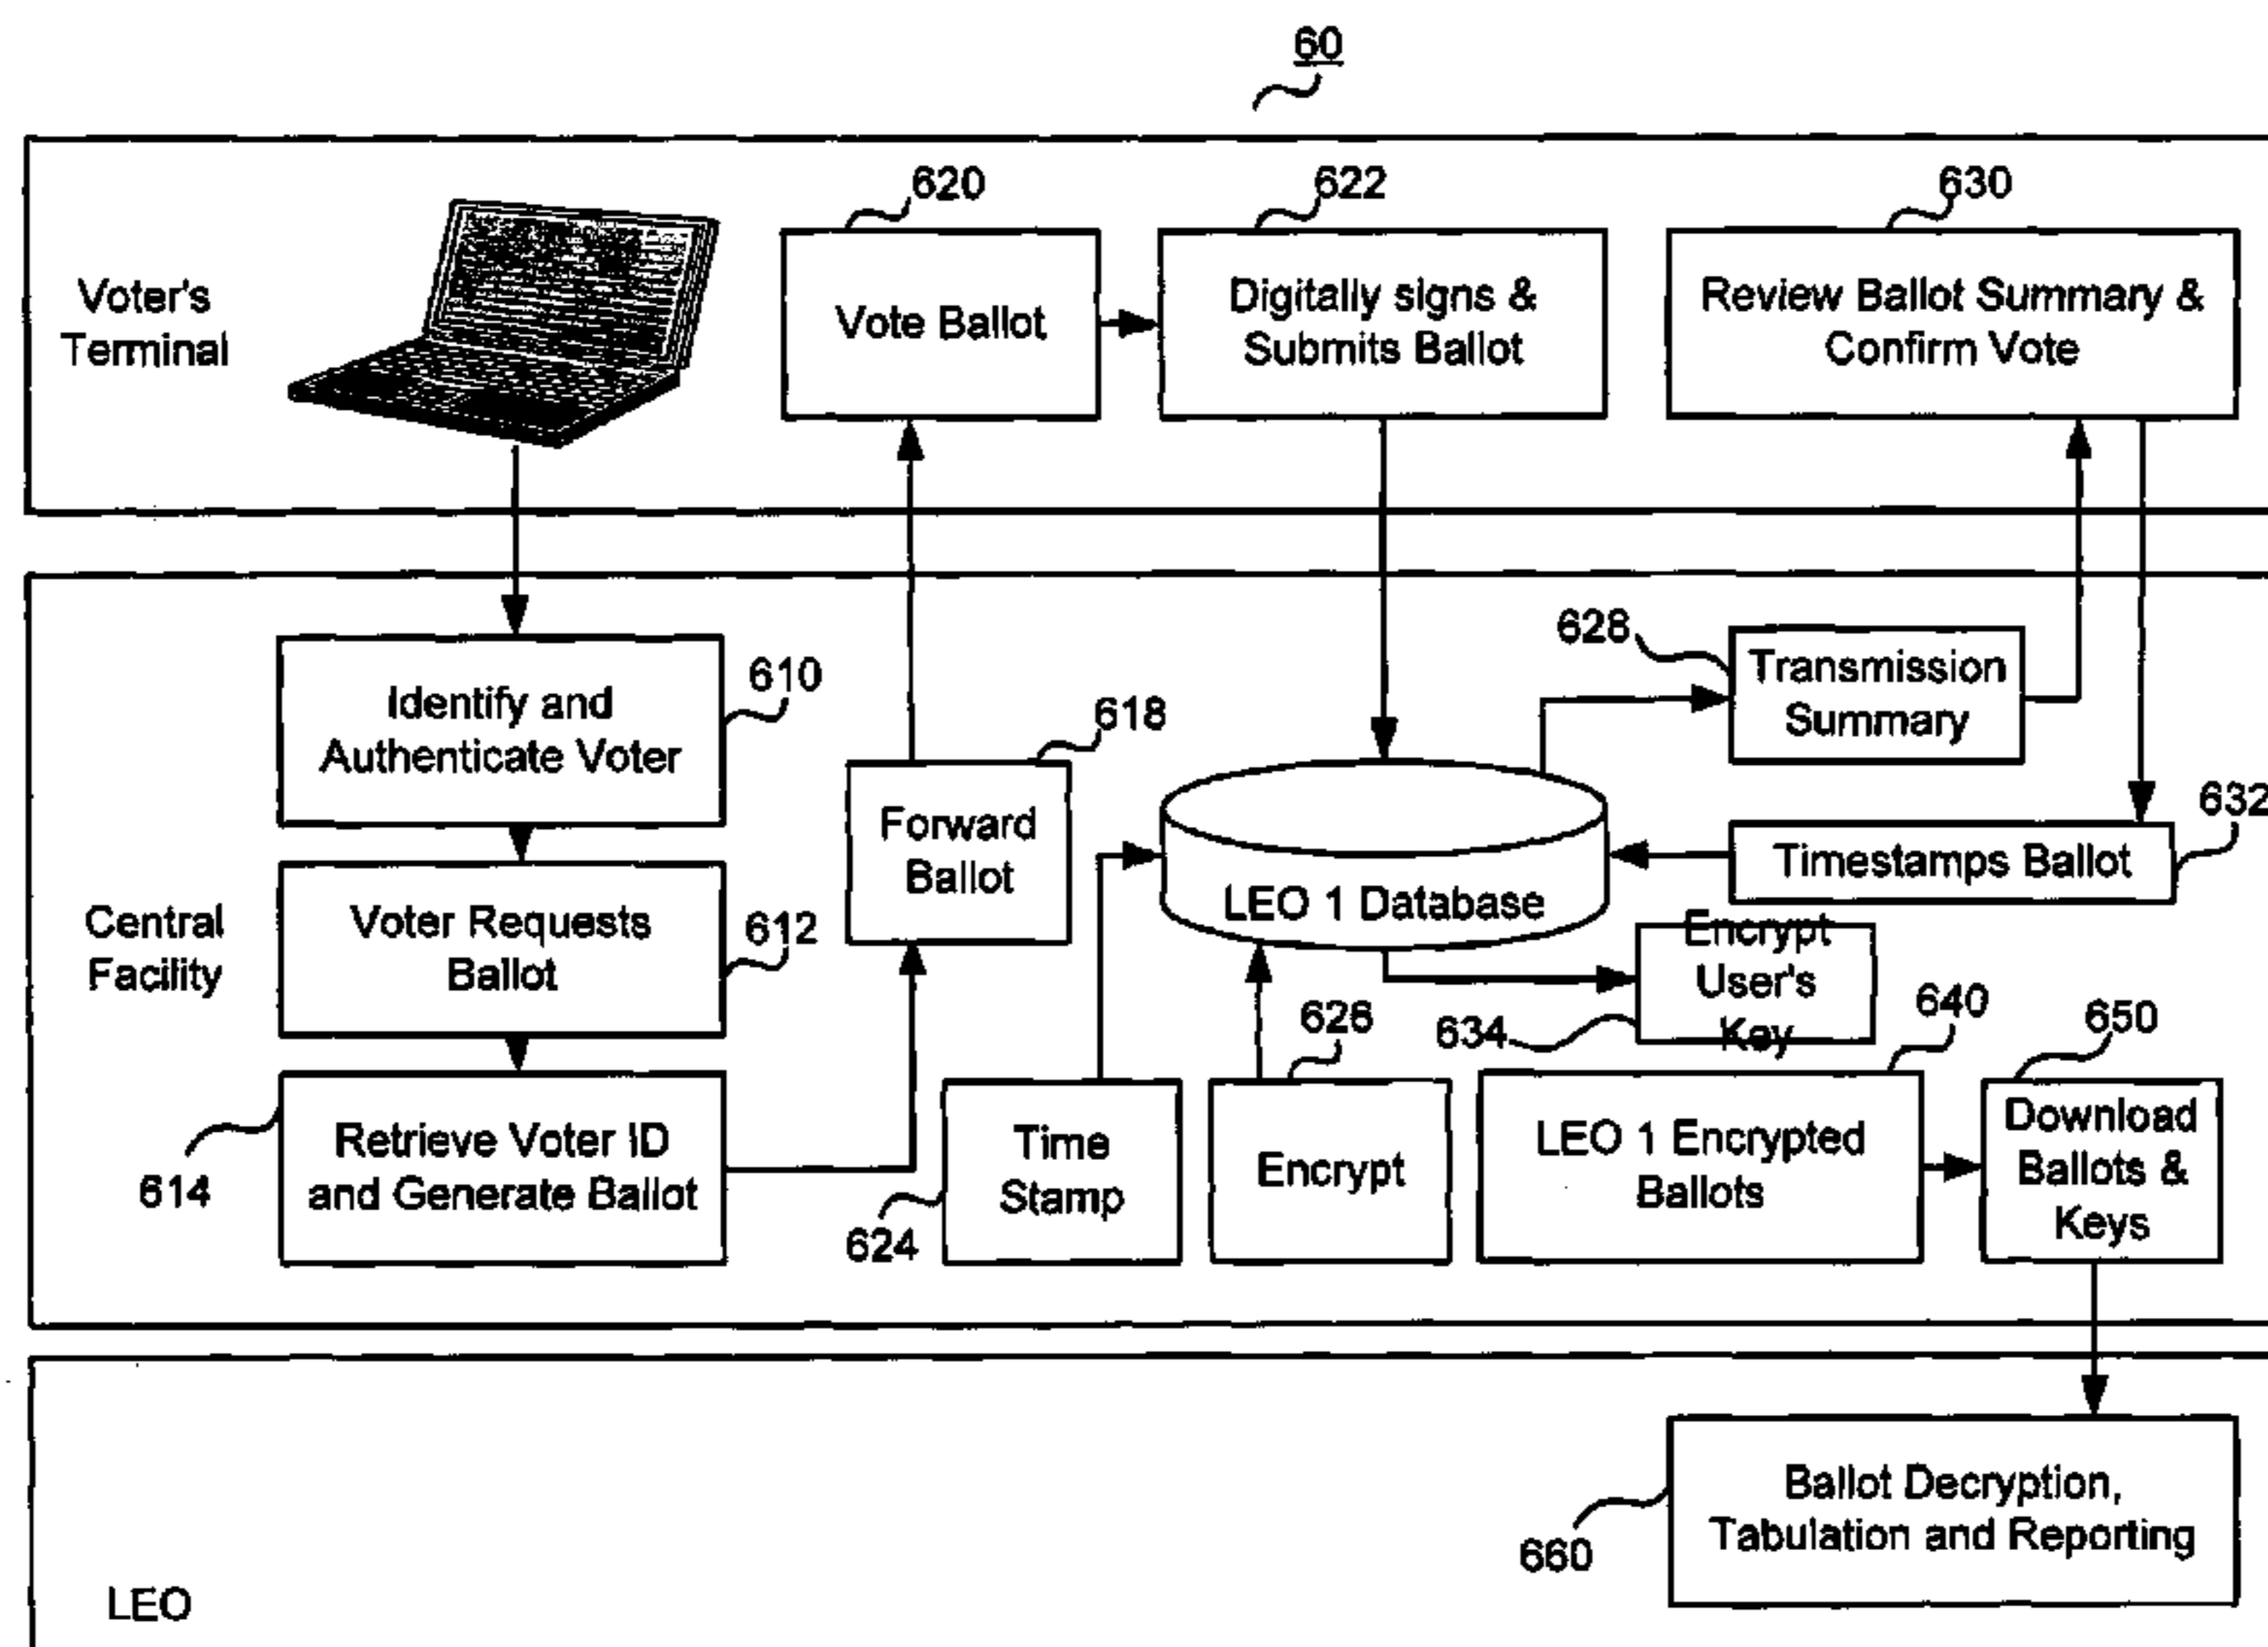 60
620
622
630
Voter's
Terminal
Vote Ballot
Digitally signs &
Submits Ballot
Review Ballot Summary &
Confirm Vote
Identify and
Authenticate Voter
610
618
628
Transmission
Summary
Forward
Ballot
632
Timestamps Ballot
LEO 1 Database
Central
Facility
Voter Requests
Ballot
612
Encrypt
User's
Key
634
626
640
650
Retrieve Voter ID
and Generate Ballot
614
Time
Stamp
624
Encrypt
LEO 1 Encrypted
Ballots
Download
Ballots &
Keys
Ballot Decryption,
Tabulation and Reporting
660
LEO